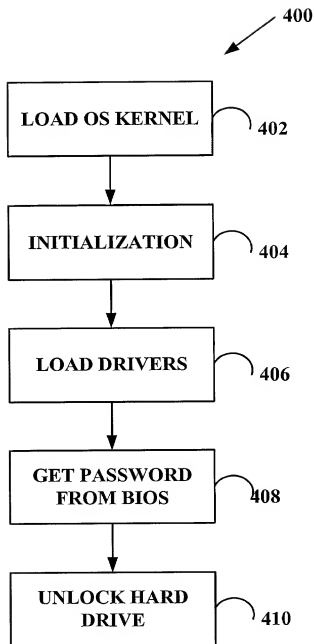 400
LOAD OS KERNEL
402
INITIALIZATION
404
LOAD DRIVERS
406
GET PASSWORD
FROM BIOS
408
UNLOCK HARD
DRIVE
410